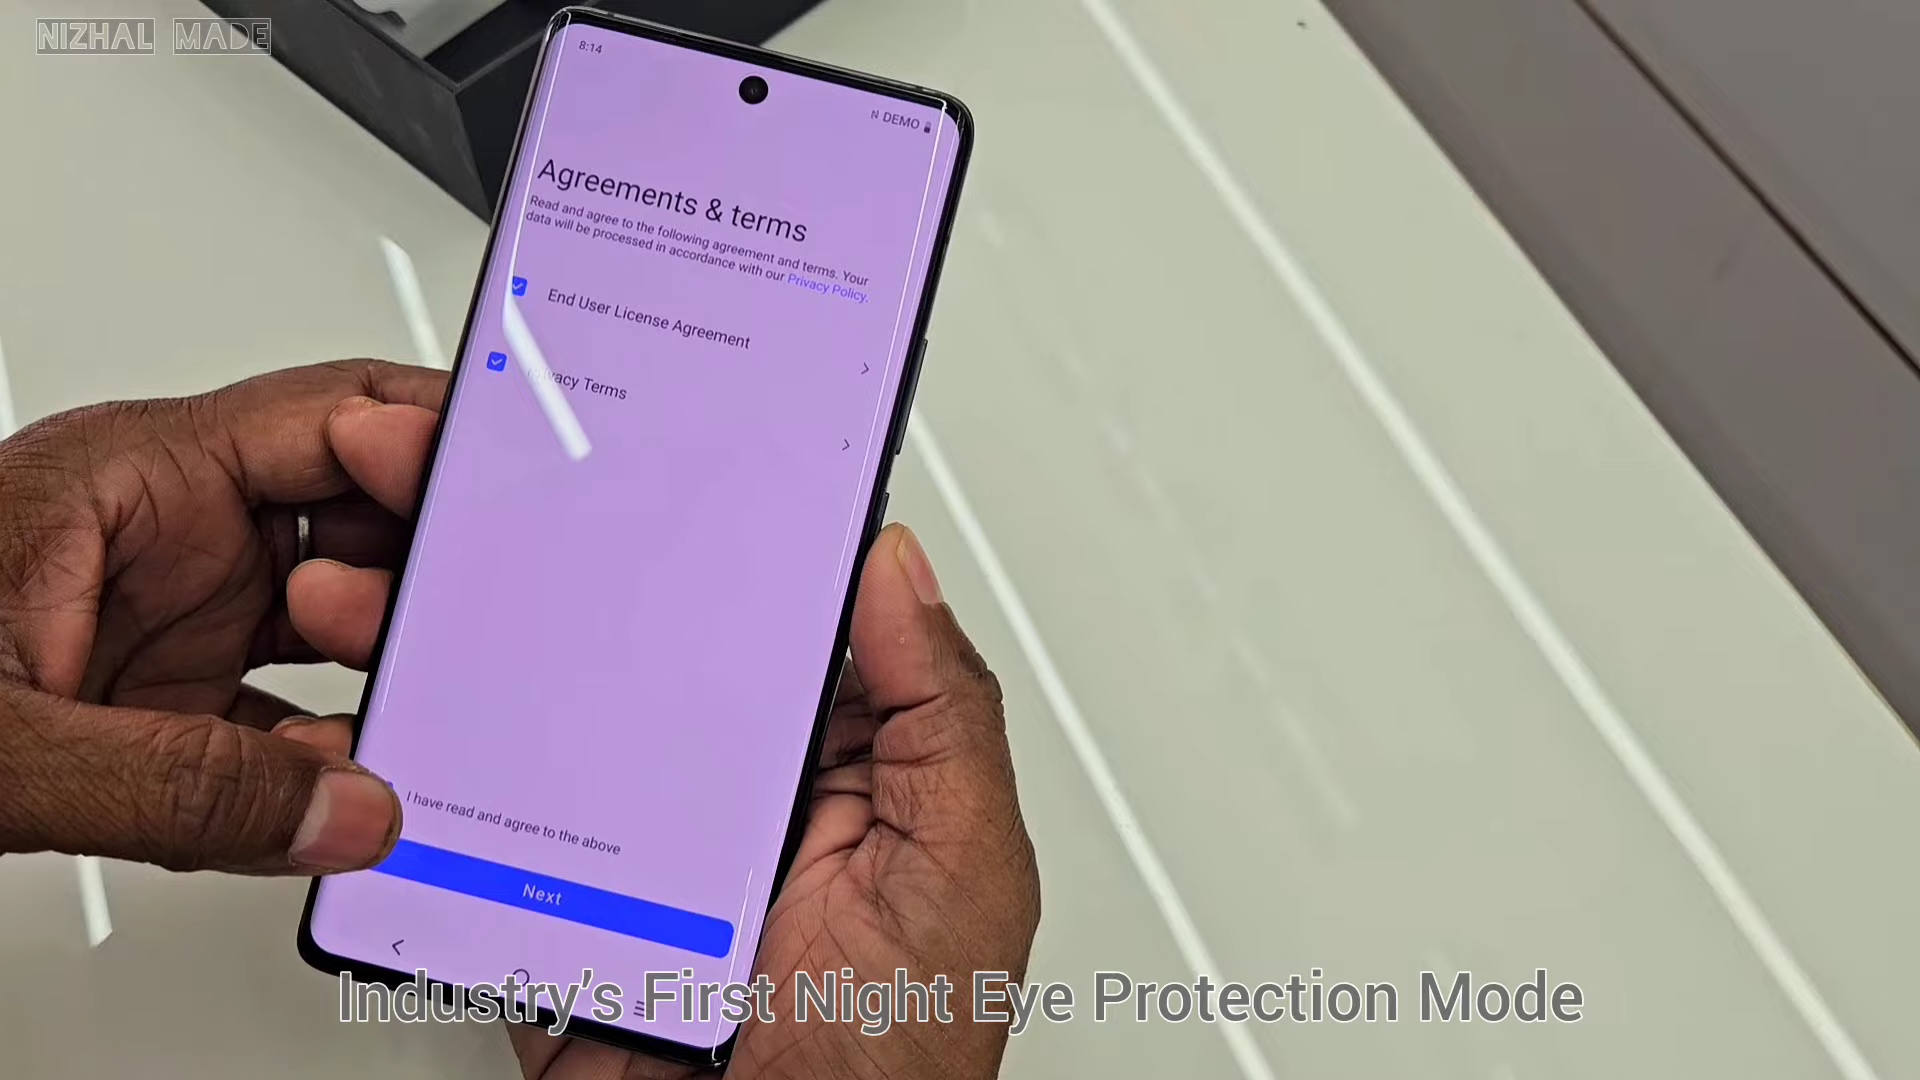 NIZHAL MADE
8:14
DEMO
Agreements & terms
Read and agree to the following agreement and terms. Your
data will be processed in accordance with our Privacy Policy.
End User License Agreement
Terms
I have read and agree to the above
Next
Industry's First Night Eye Protection Mode